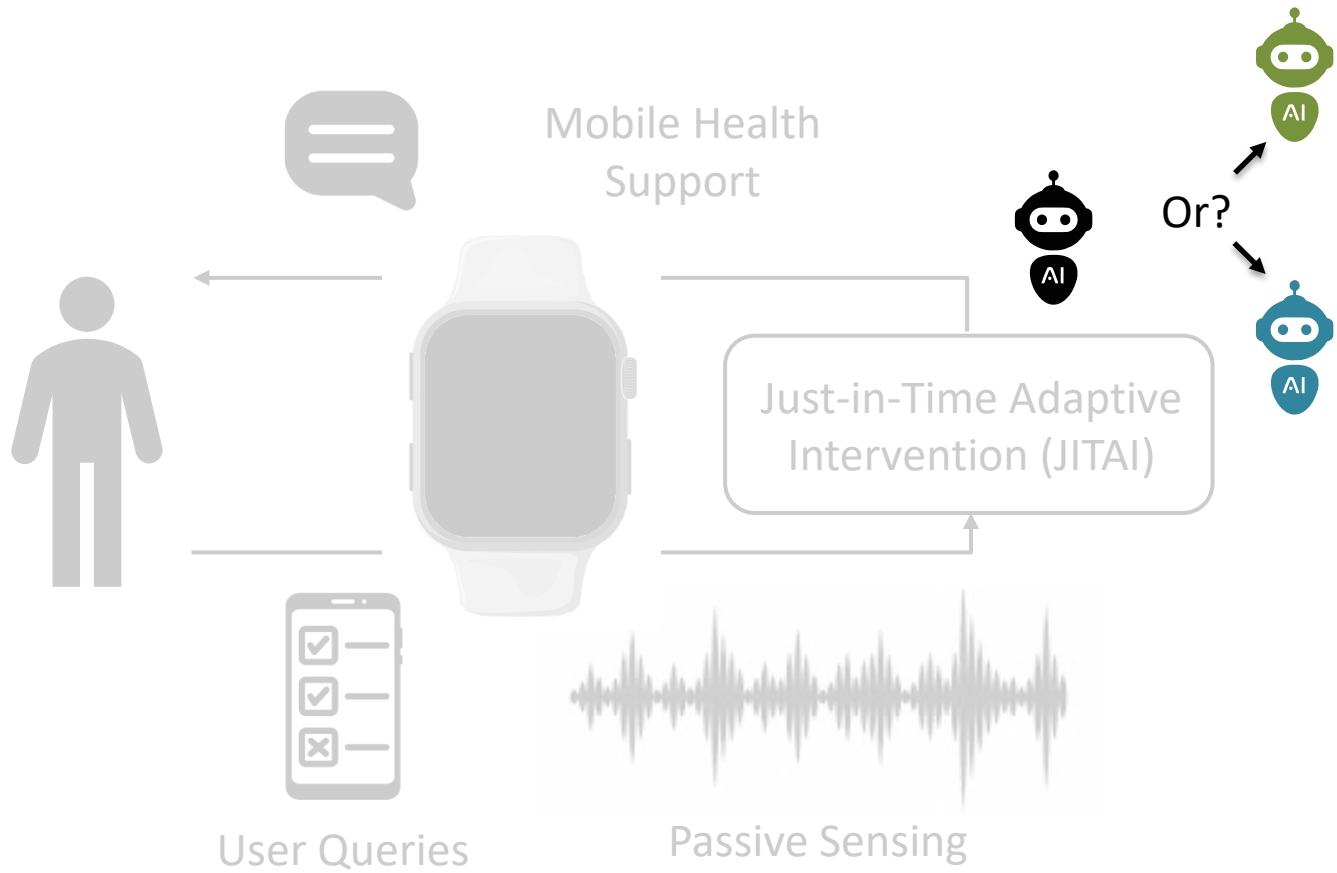 AI
Mobile Health
Support
Or?
AI
AI
Just-in-Time Adaptive
Intervention (JITAI)
User Queries
Passive Sensing